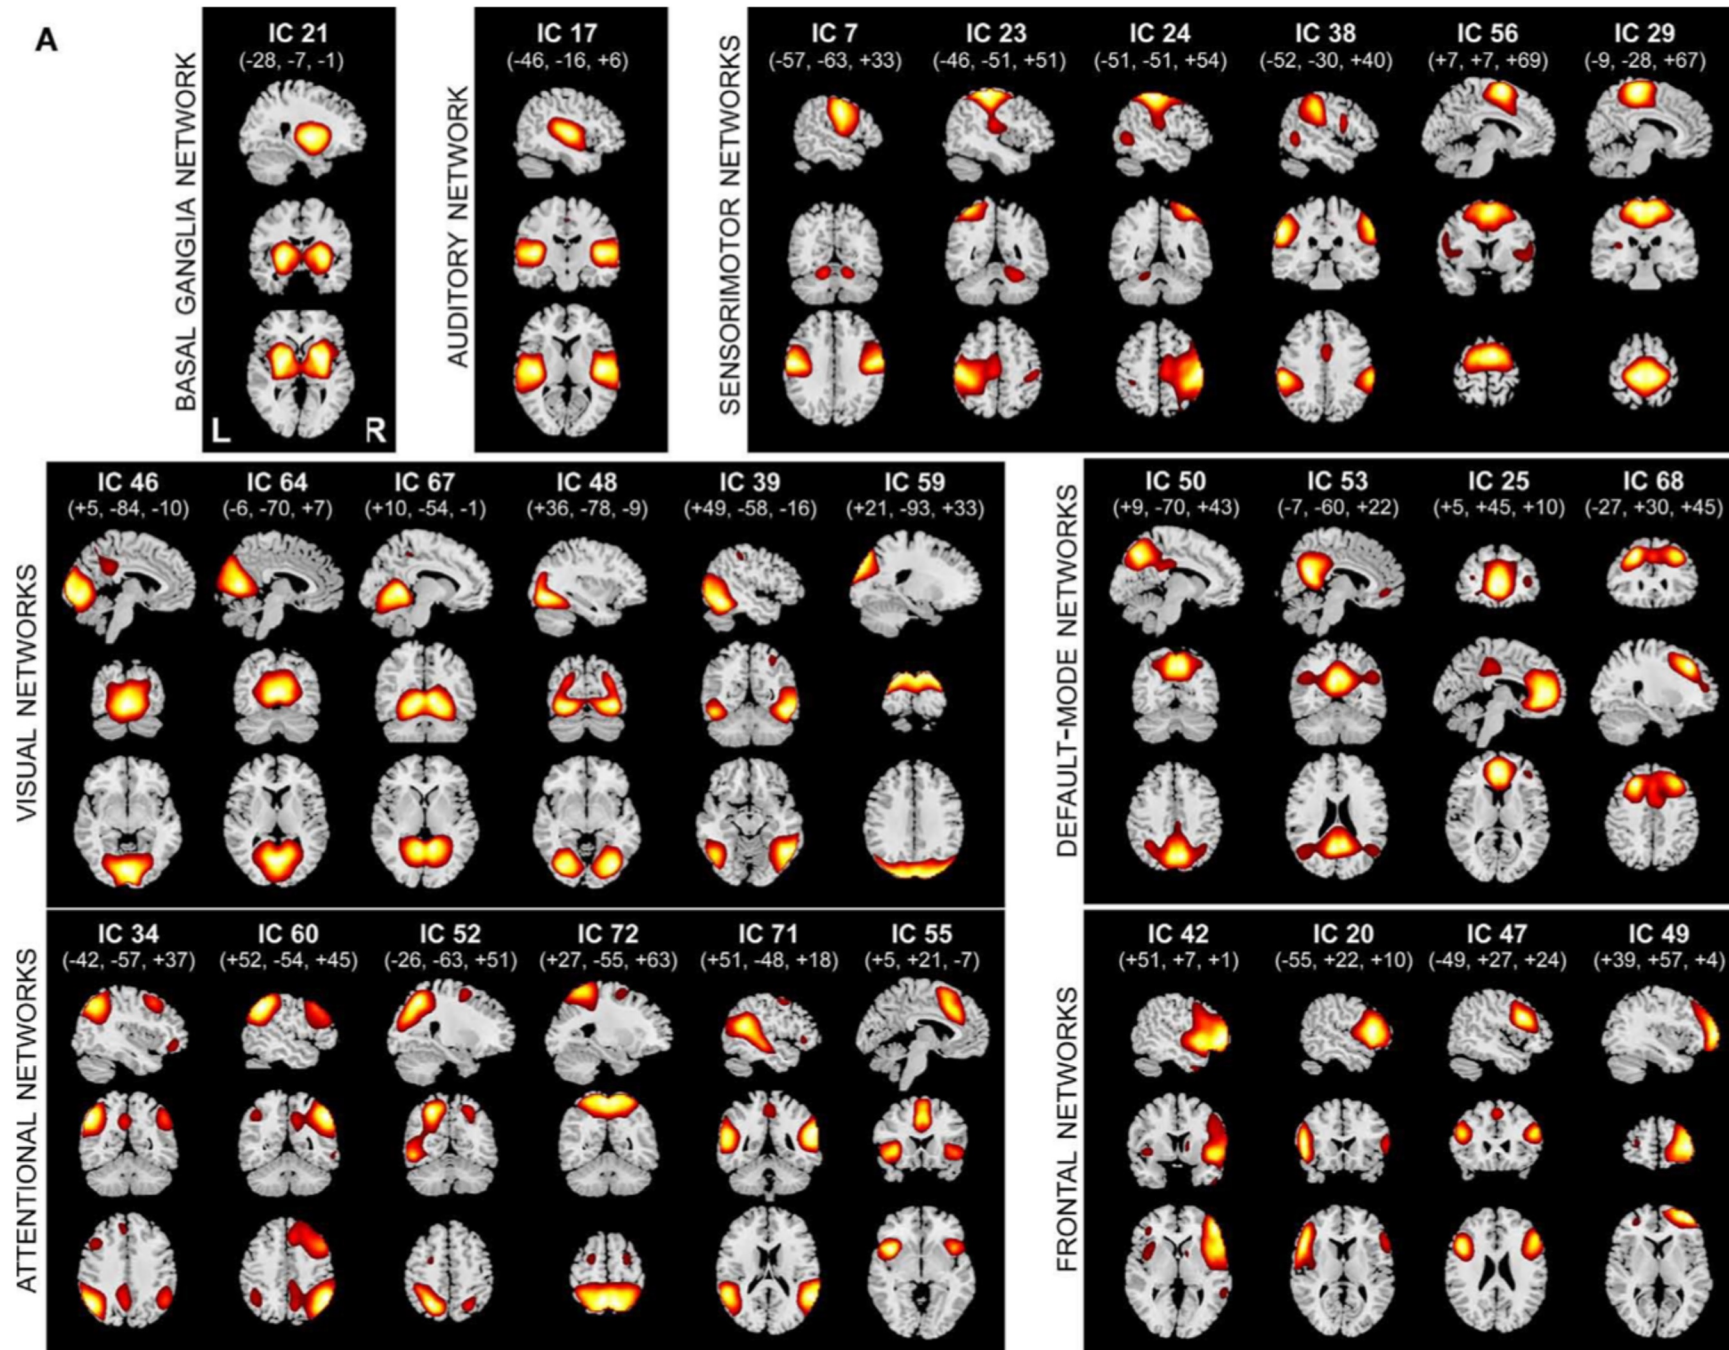 A
BASAL GANGLIA NETWORK
IC 21
(-28, -7, -1)
L R
AUDITORY NETWORK
IC 17
(-46, -16, +6)
SENSORIMOTOR NETWORKS
IC 7 IC 23 IC 24 IC 38 IC 56 IC 29
(-57, -63, +33) (-46, -51, +51) (-51, -51, +54) (-52, -30, +40) (+7, +7, +69) (-9, -28, +67)
VISUAL NETWORKS
IC 46 IC 64 IC 67 IC 48 IC 39 IC 59
(+5, -84, -10) (-6, -70, +7) (+10, -54, -1) (+36, -78, -9) (+49, -58, -16) (+21, -93, +33)
DEFAULT-MODE NETWORKS
IC 50 IC 53 IC 25 IC 68
(+9, -70, +43) (-7, -60, +22) (+5, +45, +10) (-27, +30, +45)
ATTENTIONAL NETWORKS
IC 34 IC 60 IC 52 IC 72 IC 71 IC 55
(-42, -57, +37) (+52, -54, +45) (-26, -63, +51) (+27, -55, +63) (+51, -48, +18) (+5, +21, -7)
FRONTAL NETWORKS
IC 42 IC 20 IC 47 IC 49
(+51, +7, +1) (-55, +22, +10) (-49, +27, +24) (+39, +57, +4)